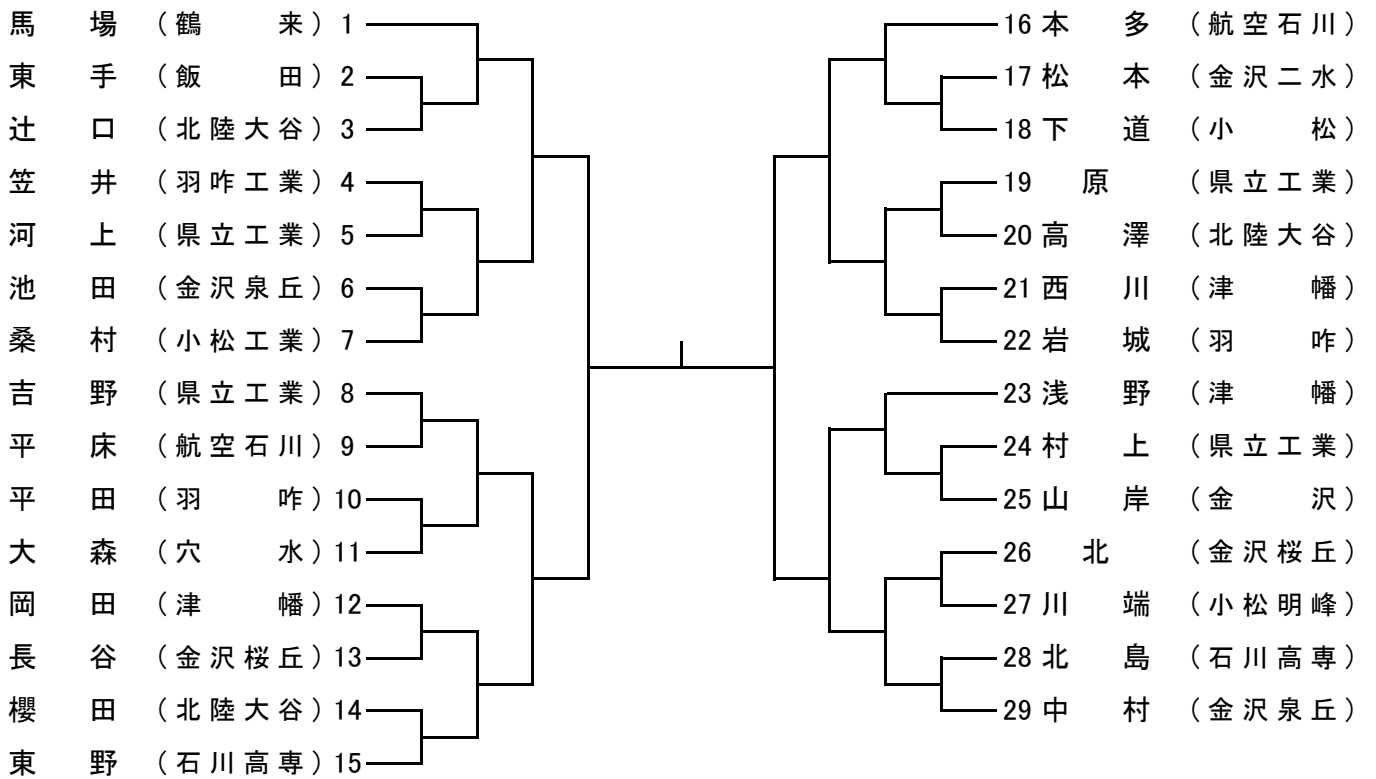 馬場（鶴来）1
東手（飯田）2
辻口（北陸大谷）3
笠井（羽咋工業）4
河上（県立工業）5
池田（金沢泉丘）6
桑村（小松工業）7
吉野（県立工業）8
平床（航空石川）9
平田（羽咋）10
大森（穴水）11
岡田（津幡）12
長谷（金沢桜丘）13
櫻田（北陸大谷）14
東野（石川高専）15
16 本多（航空石川）
17 松本（金沢二水）
18 下道（小松）
19 原（県立工業）
20 高澤（北陸大谷）
21 西川（津幡）
22 岩城（羽咋）
23 浅野（津幡）
24 村上（県立工業）
25 山岸（金沢）
26 北（金沢桜丘）
27 川端（小松明峰）
28 北島（石川高専）
29 中村（金沢泉丘）